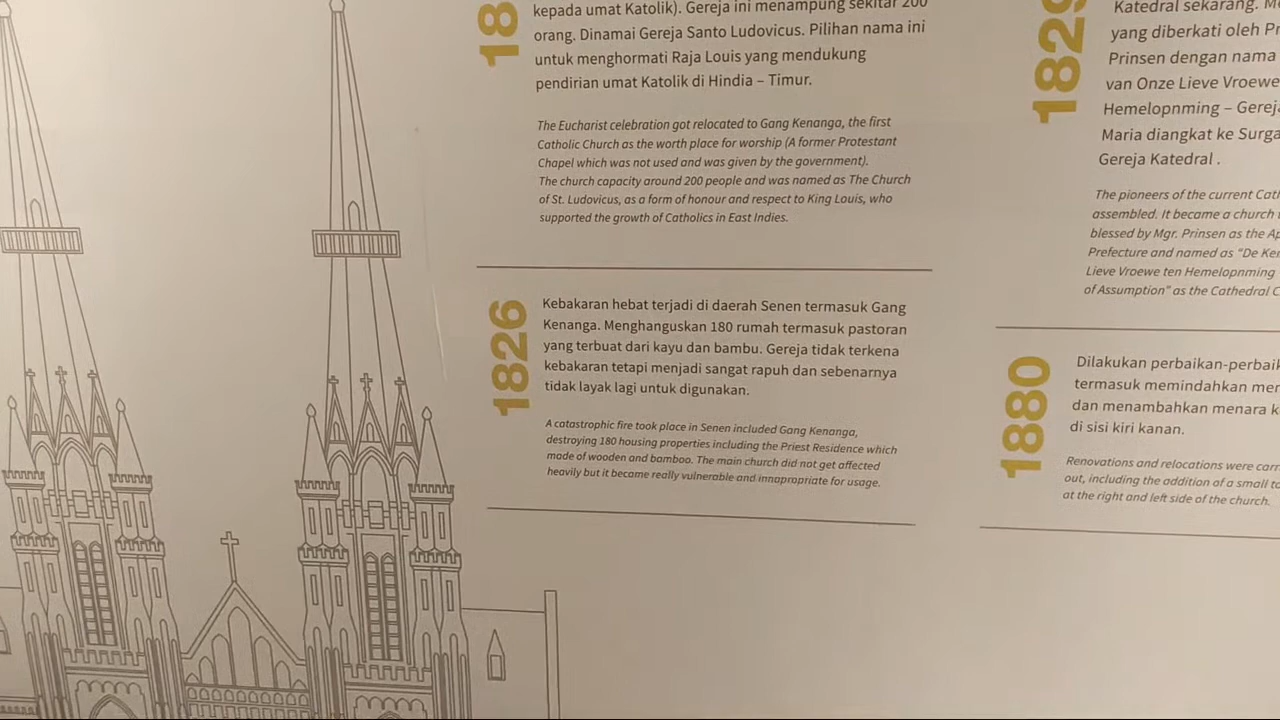 18
kepada umat Katolik). Gereja ini menampung sekitar 200
orang. Dinamai Gereja Santo Ludovicus. Pilihan nama ini
untuk menghormati Raja Louis yang mendukung
pendirian umat Katolik di Hindia – Timur.
The Eucharist celebration got relocated to Gang Kenanga, the first
Catholic Church as the worth place for worship (A former Protestant
Chapel which was not used and was given by the government).
The church capacity around 200 people and was named as The Church
of St. Ludovicus, as a form of honour and respect to King Louis, who
supported the growth of Catholics in East Indies.
1826
Kebakaran hebat terjadi di daerah Senen termasuk Gang
Kenanga. Menghanguskan 180 rumah termasuk pastoran
yang terbuat dari kayu dan bambu. Gereja tidak terkena
kebakaran tetapi menjadi sangat rapuh dan sebenarnya
tidak layak lagi untuk digunakan.
A catastrophic fire took place in Senen included Gang Kenanga,
destroying 180 housing properties including the Priest Residence which
made of wooden and bamboo. The main church did not get affected
heavily but it became really vulnerable and innapropriate for usage.
1829
Katedral sekarang.
yang diberkati oleh
Prinsen dengan nama
van Onze Lieve Vroewe
Hemelopnming –
Maria diangkat ke
Gereja Katedral .
The pioneers of the current
assembled. It became a church
blessed by Mgr. Prinsen as the
Prefecture and named as "De
Lieve Vroewe ten Hemelopnming
of Assumption" as the Cathedral
1880
Dilakukan
termasuk memindahkan
dan menambahkan menara
di sisi kiri kanan.
Renovations and relocations were
out, including the addition of a small
at the right and left side of the church.